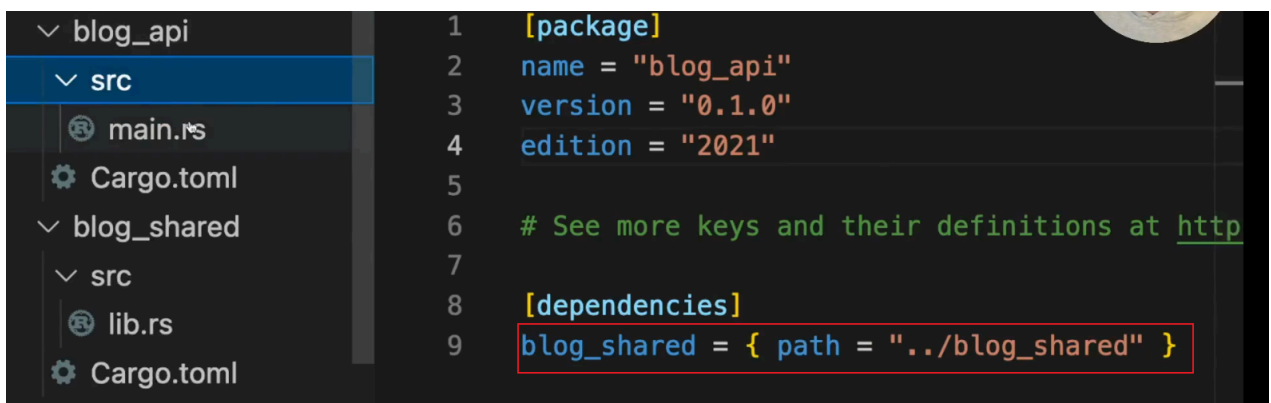 blog_api
src
main.rs
Cargo.toml
blog_shared
src
lib.rs
Cargo.toml
1 [package]
2 name = "blog_api"
3 version = "0.1.0"
4 edition = "2021"
5
6 # See more keys and their definitions at http
7
8 [dependencies]
9 blog_shared = { path = "../blog_shared" }